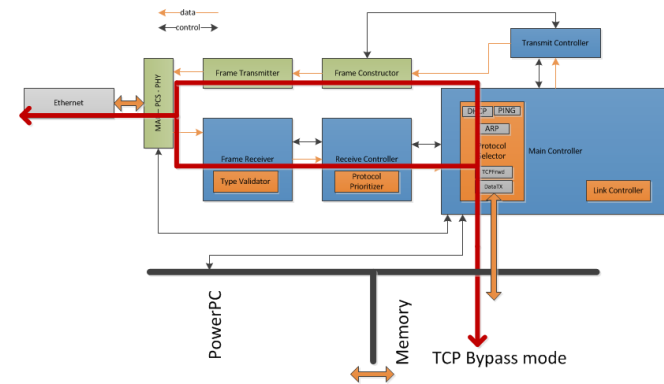 data
control
Transmit Controller
Frame Transmitter
Frame Constructor
Ethernet
MAC – PCS - PHY
DHCP
PING
ARP
Protocol
Selector
Main Controller
Frame Receiver
Receive Controller
Type Validator
Protocol
Prioritizer
TCPFrwd
DataTX
Link Controller
PowerPC
Memory
TCP Bypass mode